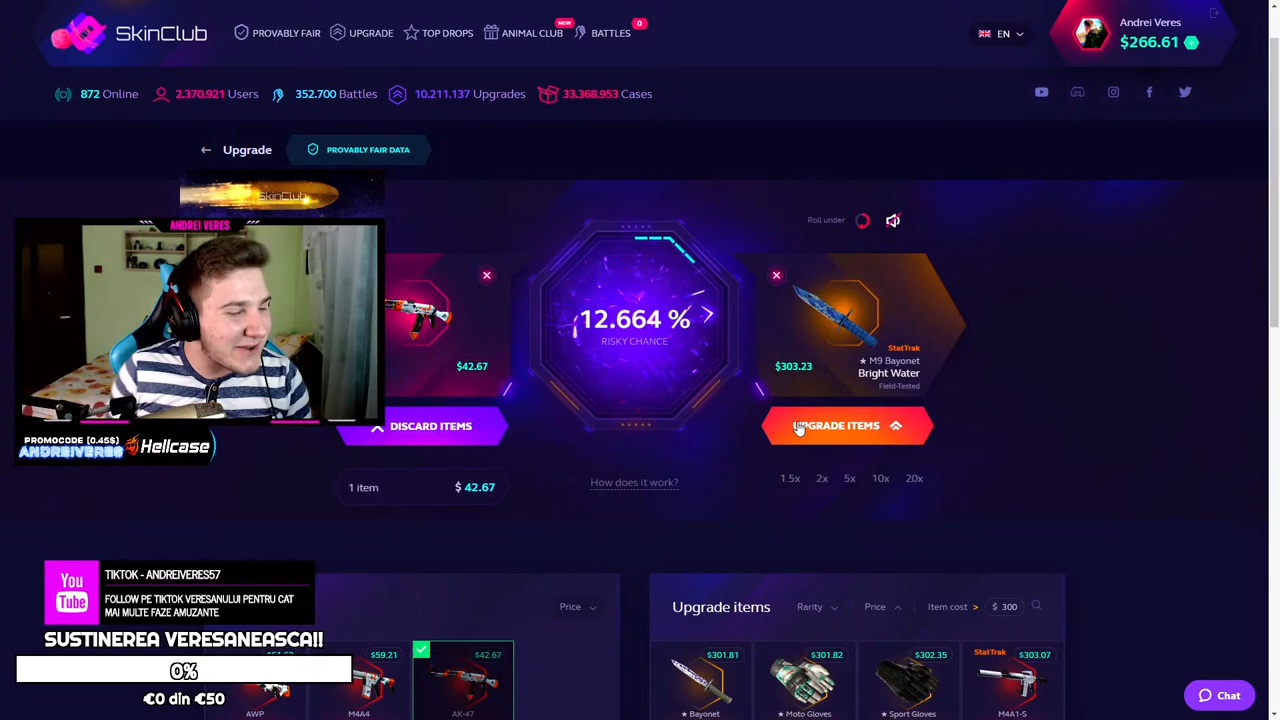 SKINCLUB
PROVABLY FAIR
UPGRADE
TOP DROPS
NEW
ANIMAL CLUB
0
BATTLES
EN
Andrei Veres
$266.61
872 Online
2.370.921 Users
352.700 Battles
10.211.137 Upgrades
33.368.953 Cases
← Upgrade
PROVABLY FAIR DATA
SkinClub
ANDREI VERES
Roll under
12.664 %
RISKY CHANCE
$42.67
$303.23
StatTrak
★ M9 Bayonet
Bright Water
Field-Tested
DISCARD ITEMS
UPGRADE ITEMS
PROMOCODE (0.45$)
ANDREIVERES
Hellcase
1 item
$ 42.67
How does it work?
1.5x 2x 5x 10x 20x
You
Tube
TIKTOK - ANDREIVERES57
FOLLOW PE TIKTOK VERESANULUI PENTRU CAT
MAI MULTE FAZE AMUZANTE
SUSTINEREA VERESANEASCA!!
0%
€0 din €50
Price
Upgrade items
Rarity
Price
Item cost > $ 300
$59.21
$42.67
AWP
M4A4
AK-47
$301.81
$301.82
$302.35
StatTrak
$303.07
★ Bayonet
★ Moto Gloves
★ Sport Gloves
M4A1-S
Chat